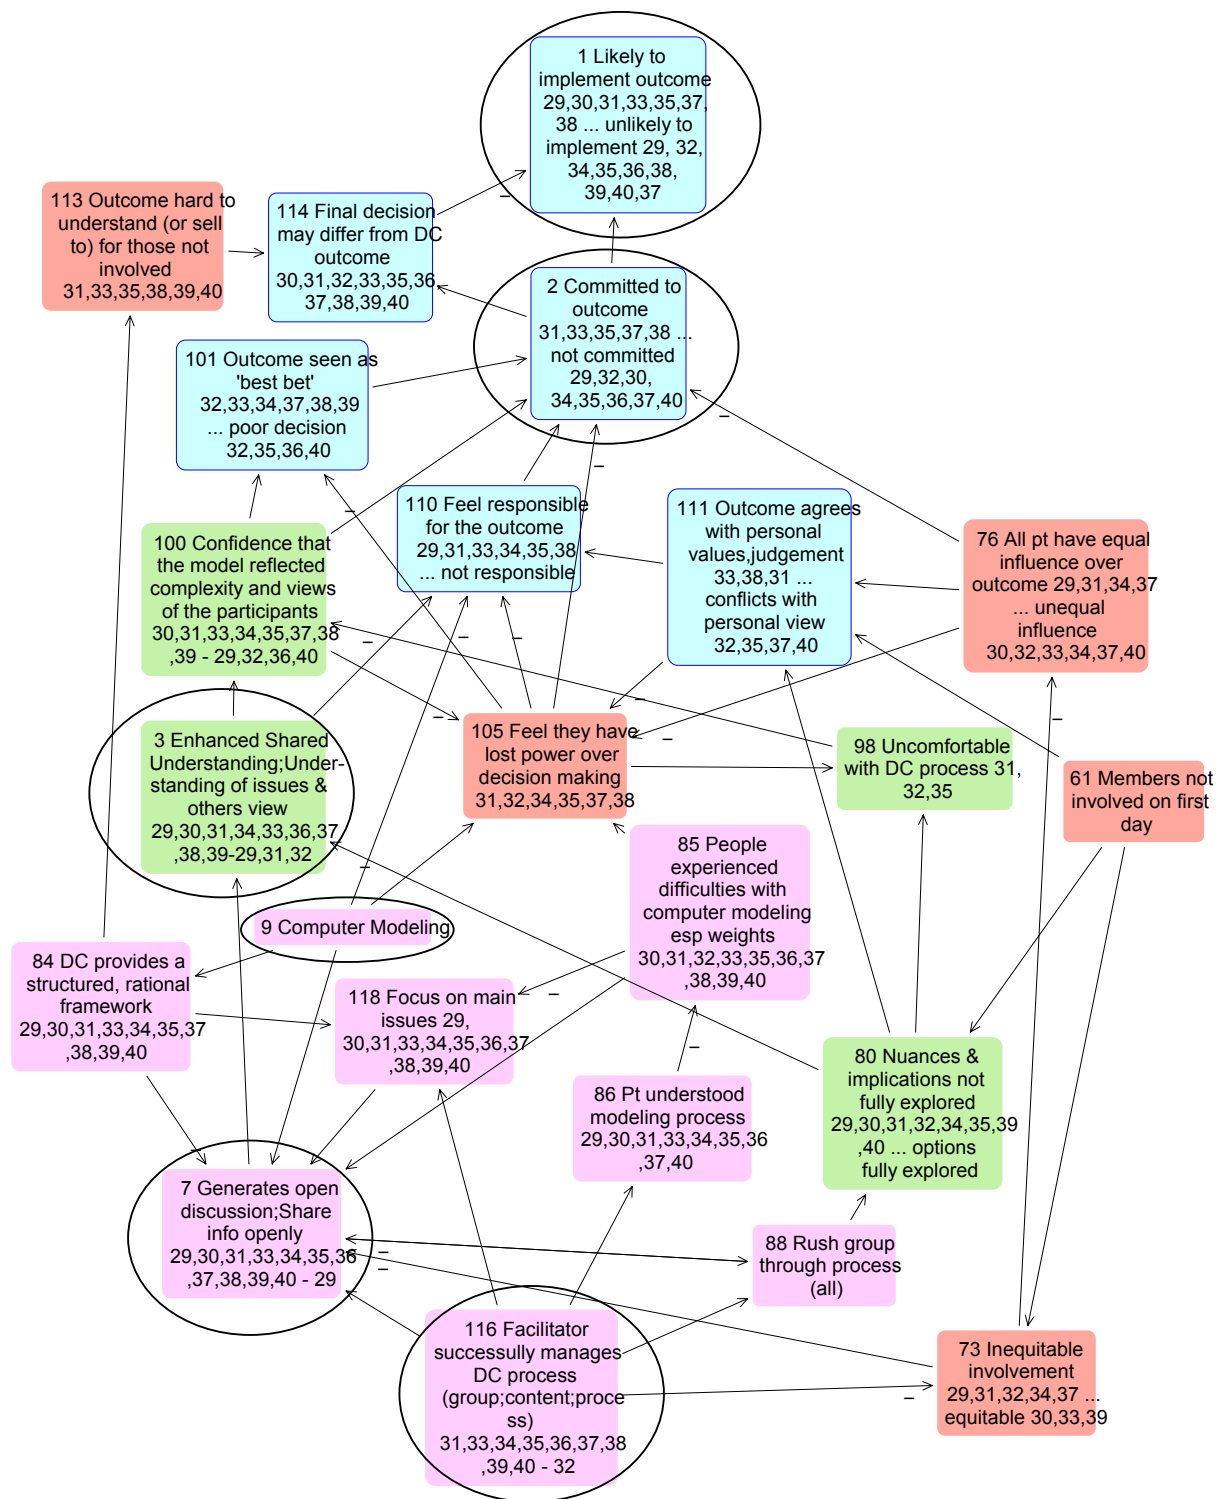 1 Likely to
implement outcome
29,30,31,33,35,37,
38 ... unlikely to
implement 29, 32,
34,35,36,38,
39,40,37
–
113 Outcome hard to
understand (or sell
to) for those not
involved
31,33,35,38,39,40
114 Final decision
may differ from DC
outcome
30,31,32,33,35,36
37,38,39,40
–
2 Committed to
outcome
31,33,35,37,38 ...
not committed
29,32,30,
34,35,36,37,40
–
–
101 Outcome seen as
'best bet'
32,33,34,37,38,39
... poor decision
32,35,36,40
–
110 Feel responsible
for the outcome
29,31,33,34,35,38
... not responsible
–
–
111 Outcome agrees
with personal
values,judgement
33,38,31 ...
conflicts with
personal view
32,35,37,40
–
76 All pt have equal
influence over
outcome 29,31,34,37
... unequal
influence
30,32,33,34,37,40
–
–
100 Confidence that
the model reflected
complexity and views
of the participants
30,31,33,34,35,37,38
,39 - 29,32,36,40
–
–
3 Enhanced Shared
Understanding;Under-
standing of issues &
others view
29,30,31,34,33,36,37
,38,39-29,31,32
–
105 Feel they have
lost power over
decision making
31,32,34,35,37,38
98 Uncomfortable
with DC process 31,
32,35
61 Members not
involved on first
day
85 People
experienced
difficulties with
computer modeling
esp weights
30,31,32,33,35,36,37
,38,39,40
–
–
9 Computer Modeling
84 DC provides a
structured, rational
framework
29,30,31,33,34,35,37
,38,39,40
–
118 Focus on main
issues 29,
30,31,33,34,35,36,37
,38,39,40
86 Pt understood
modeling process
29,30,31,33,34,35,36
,37,40
80 Nuances &
implications not
fully explored
29,30,31,32,34,35,39
,40 ... options
fully explored
7 Generates open
discussion;Share
info openly
29,30,31,33,34,35,36
,37,38,39,40 - 29
–
–
88 Rush group
through process
(all)
116 Facilitator
successully manages
DC process
(group;content;proce
ss)
31,33,34,35,36,37,38
,39,40 - 32
–
73 Inequitable
involvement
29,31,32,34,37 ...
equitable 30,33,39